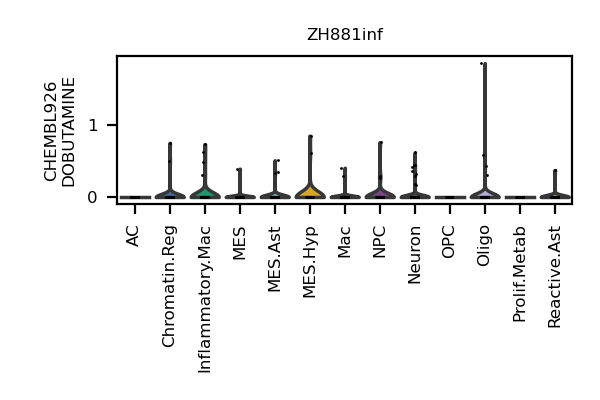 ZH881inf
CHEMBL926
DOBUTAMINE
1
0
AC
Chromatin.Reg
Inflammatory.Mac
MES
MES.Ast
MES.Hyp
Mac
NPC
Neuron
OPC
Oligo
Prolif.Metab
Reactive.Ast